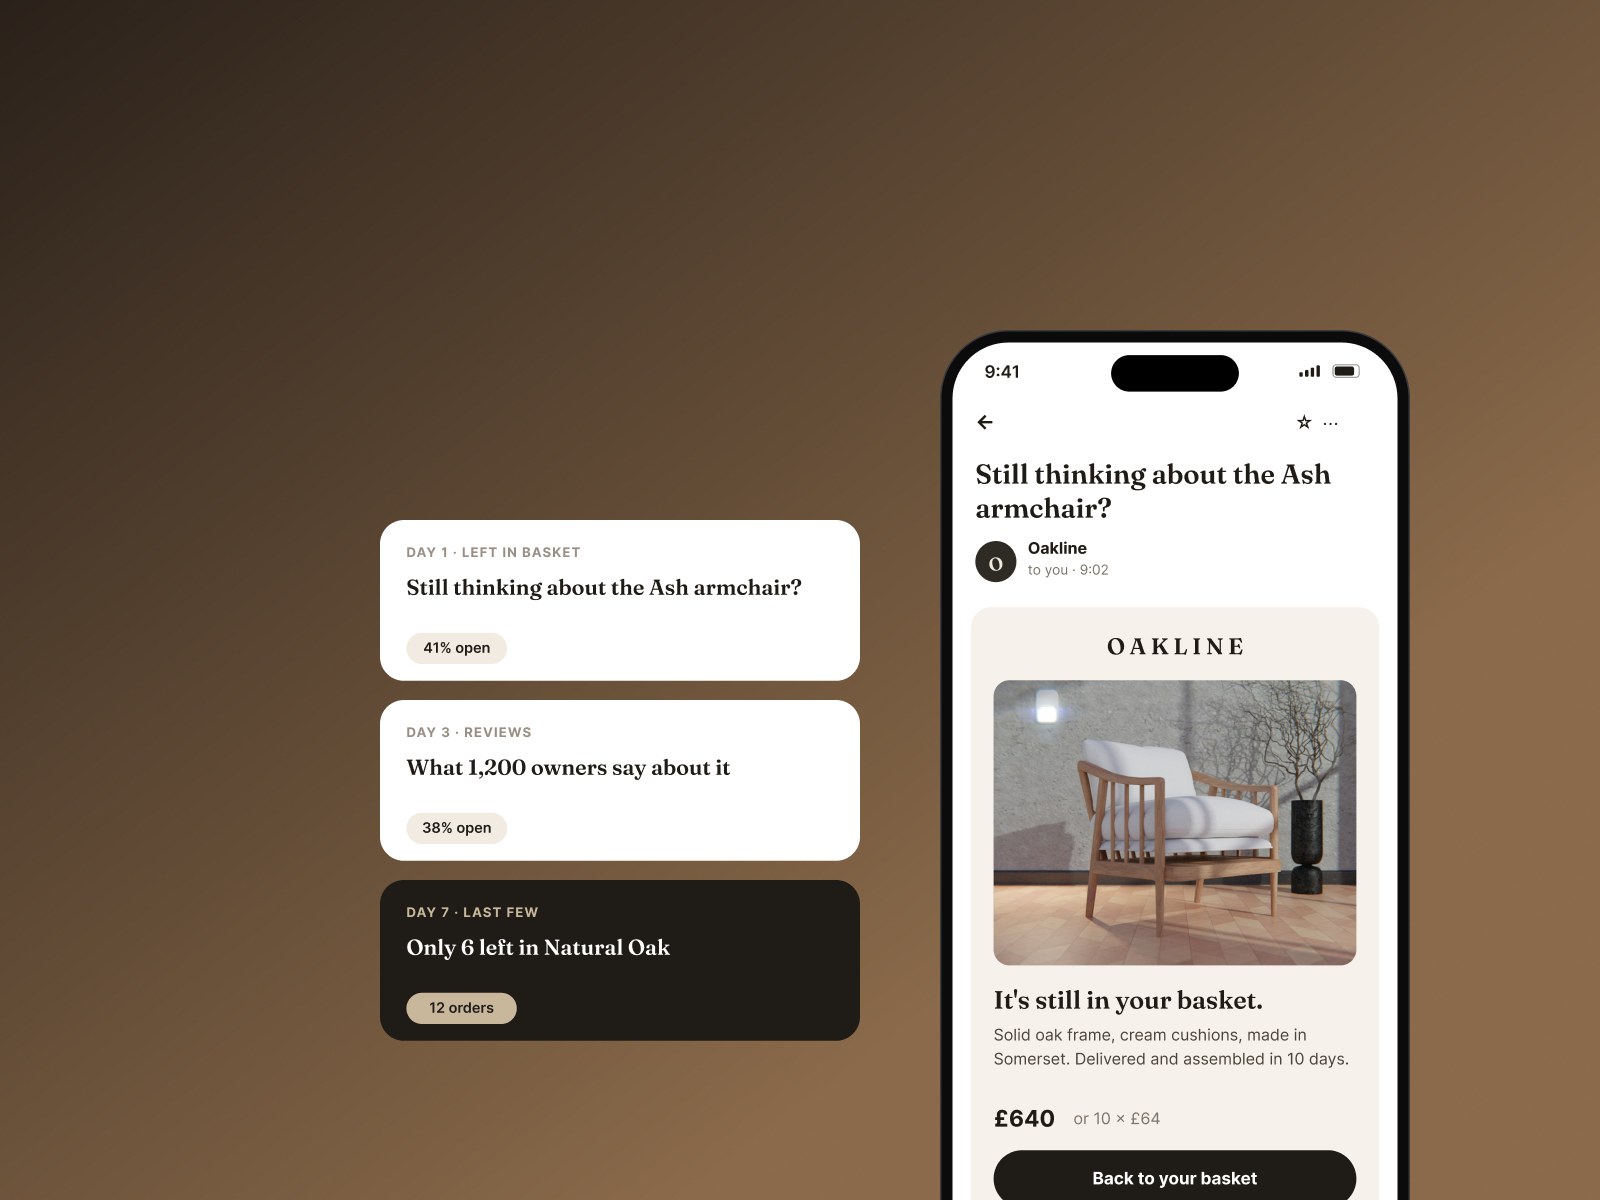 DAY 1 · LEFT IN BASKET
Still thinking about the Ash armchair?
41% open
DAY 3 · REVIEWS
What 1,200 owners say about it
38% open
DAY 7 · LAST FEW
Only 6 left in Natural Oak
12 orders
9:41
Still thinking about the Ash
armchair?
O
Oakline
to you · 9:02
OAKLINE
It's still in your basket.
Solid oak frame, cream cushions, made in
Somerset. Delivered and assembled in 10 days.
£640 or 10 × £64
Back to your basket